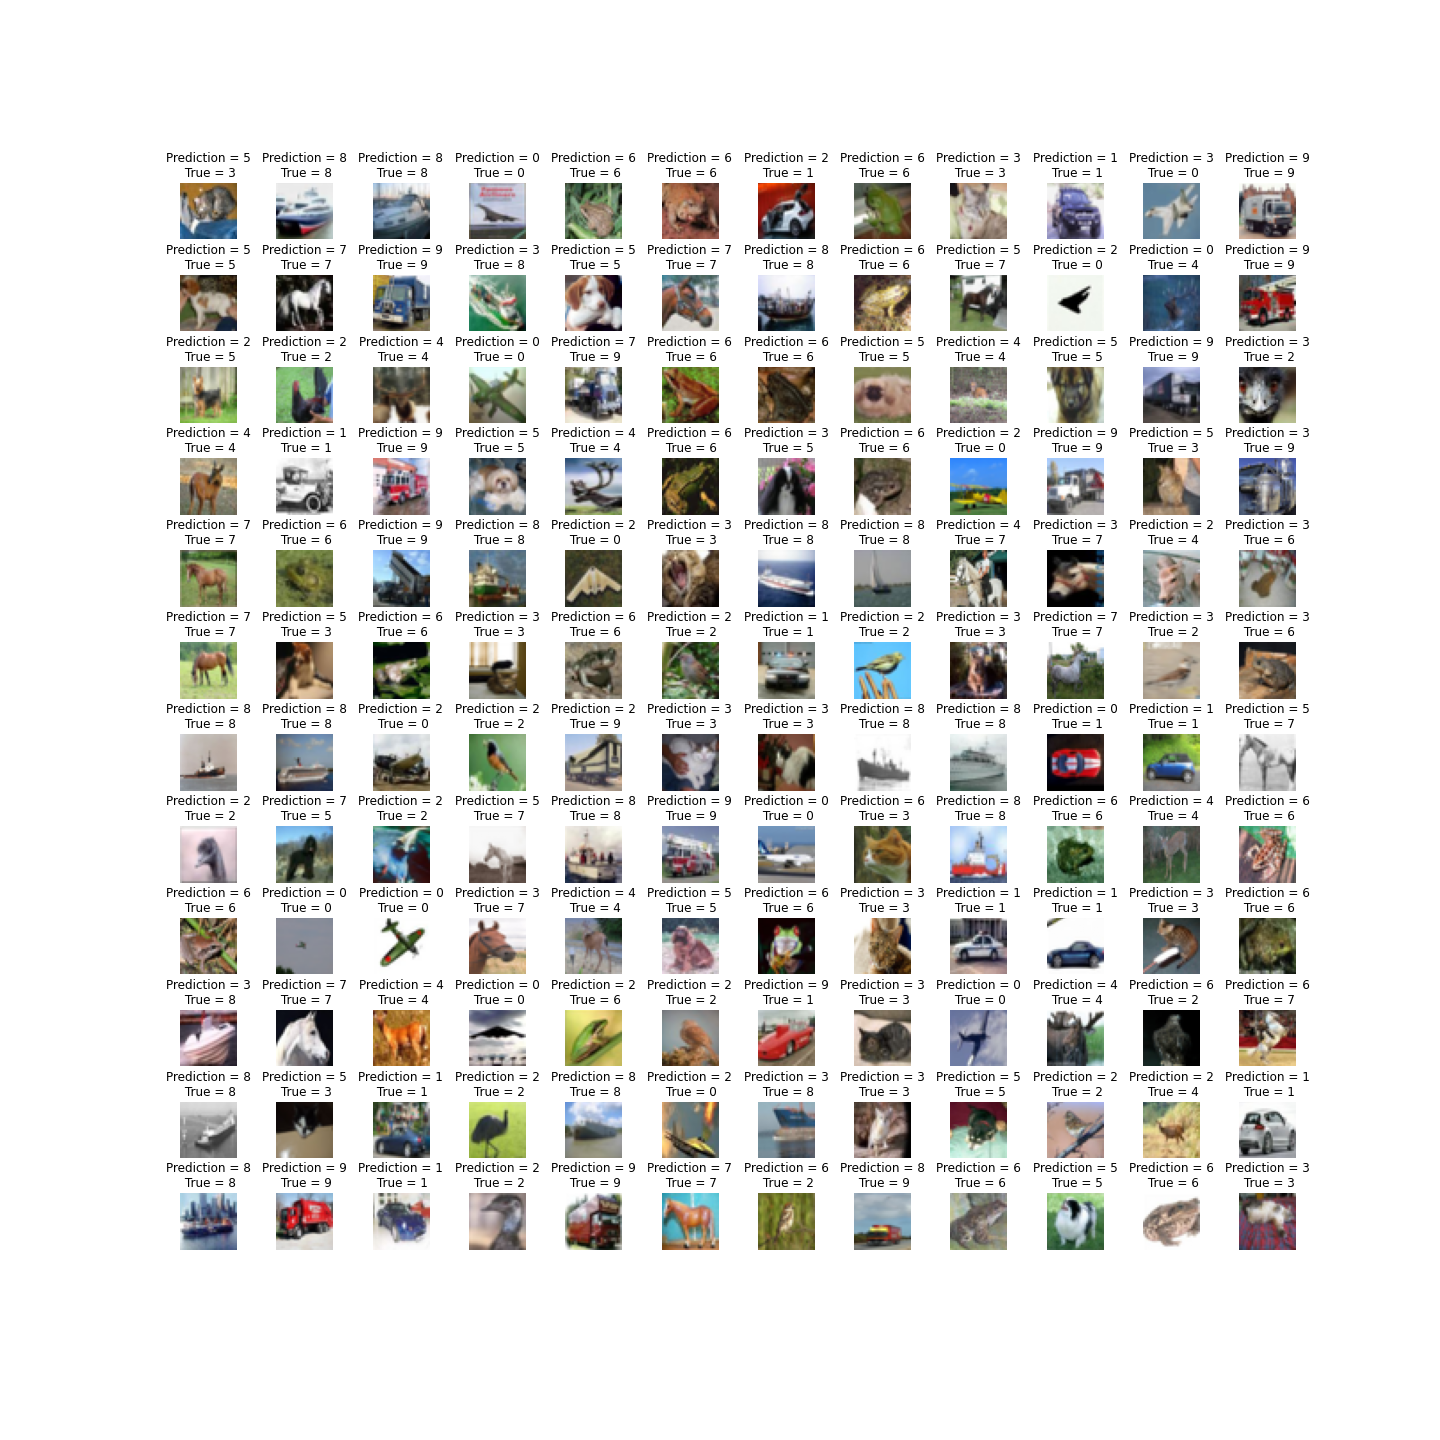 Prediction = 5 Prediction = 8 Prediction = 8 Prediction = 0 Prediction = 6 Prediction = 6 Prediction = 2 Prediction = 6 Prediction = 3 Prediction = 1 Prediction = 3 Prediction = 9
True = 3 True = 8 True = 8 True = 0 True = 6 True = 6 True = 1 True = 6 True = 3 True = 1 True = 0 True = 9
Prediction = 5 Prediction = 7 Prediction = 9 Prediction = 3 Prediction = 5 Prediction = 7 Prediction = 8 Prediction = 6 Prediction = 5 Prediction = 2 Prediction = 0 Prediction = 9
True = 5 True = 7 True = 9 True = 8 True = 5 True = 7 True = 8 True = 6 True = 7 True = 0 True = 4 True = 9
Prediction = 2 Prediction = 2 Prediction = 4 Prediction = 0 Prediction = 7 Prediction = 6 Prediction = 6 Prediction = 5 Prediction = 4 Prediction = 5 Prediction = 9 Prediction = 3
True = 5 True = 2 True = 4 True = 0 True = 9 True = 6 True = 6 True = 5 True = 4 True = 5 True = 9 True = 2
Prediction = 4 Prediction = 1 Prediction = 9 Prediction = 5 Prediction = 4 Prediction = 6 Prediction = 3 Prediction = 6 Prediction = 2 Prediction = 9 Prediction = 5 Prediction = 3
True = 4 True = 1 True = 9 True = 5 True = 4 True = 6 True = 5 True = 6 True = 0 True = 9 True = 3 True = 9
Prediction = 7 Prediction = 6 Prediction = 9 Prediction = 8 Prediction = 2 Prediction = 3 Prediction = 8 Prediction = 8 Prediction = 4 Prediction = 3 Prediction = 2 Prediction = 3
True = 7 True = 6 True = 9 True = 8 True = 0 True = 3 True = 8 True = 8 True = 7 True = 7 True = 4 True = 6
Prediction = 7 Prediction = 5 Prediction = 6 Prediction = 3 Prediction = 6 Prediction = 2 Prediction = 1 Prediction = 2 Prediction = 3 Prediction = 7 Prediction = 3 Prediction = 3
True = 7 True = 3 True = 6 True = 3 True = 6 True = 2 True = 1 True = 2 True = 3 True = 7 True = 2 True = 6
Prediction = 8 Prediction = 8 Prediction = 2 Prediction = 2 Prediction = 2 Prediction = 3 Prediction = 3 Prediction = 8 Prediction = 8 Prediction = 0 Prediction = 1 Prediction = 5
True = 8 True = 8 True = 0 True = 2 True = 9 True = 3 True = 3 True = 8 True = 8 True = 1 True = 1 True = 7
Prediction = 2 Prediction = 7 Prediction = 2 Prediction = 5 Prediction = 8 Prediction = 9 Prediction = 0 Prediction = 6 Prediction = 8 Prediction = 6 Prediction = 4 Prediction = 6
True = 2 True = 5 True = 2 True = 7 True = 8 True = 9 True = 0 True = 3 True = 8 True = 6 True = 4 True = 6
Prediction = 6 Prediction = 0 Prediction = 0 Prediction = 3 Prediction = 4 Prediction = 5 Prediction = 6 Prediction = 3 Prediction = 1 Prediction = 1 Prediction = 3 Prediction = 6
True = 6 True = 0 True = 0 True = 7 True = 4 True = 5 True = 6 True = 3 True = 1 True = 1 True = 3 True = 6
Prediction = 3 Prediction = 7 Prediction = 4 Prediction = 0 Prediction = 2 Prediction = 2 Prediction = 9 Prediction = 3 Prediction = 0 Prediction = 4 Prediction = 6 Prediction = 6
True = 8 True = 7 True = 4 True = 0 True = 6 True = 2 True = 1 True = 3 True = 0 True = 4 True = 2 True = 7
Prediction = 8 Prediction = 5 Prediction = 1 Prediction = 2 Prediction = 8 Prediction = 2 Prediction = 3 Prediction = 3 Prediction = 5 Prediction = 2 Prediction = 2 Prediction = 1
True = 8 True = 3 True = 1 True = 2 True = 8 True = 0 True = 8 True = 3 True = 5 True = 2 True = 4 True = 1
Prediction = 8 Prediction = 9 Prediction = 1 Prediction = 2 Prediction = 9 Prediction = 7 Prediction = 6 Prediction = 8 Prediction = 6 Prediction = 5 Prediction = 6 Prediction = 3
True = 8 True = 9 True = 1 True = 2 True = 9 True = 7 True = 2 True = 9 True = 6 True = 5 True = 6 True = 3